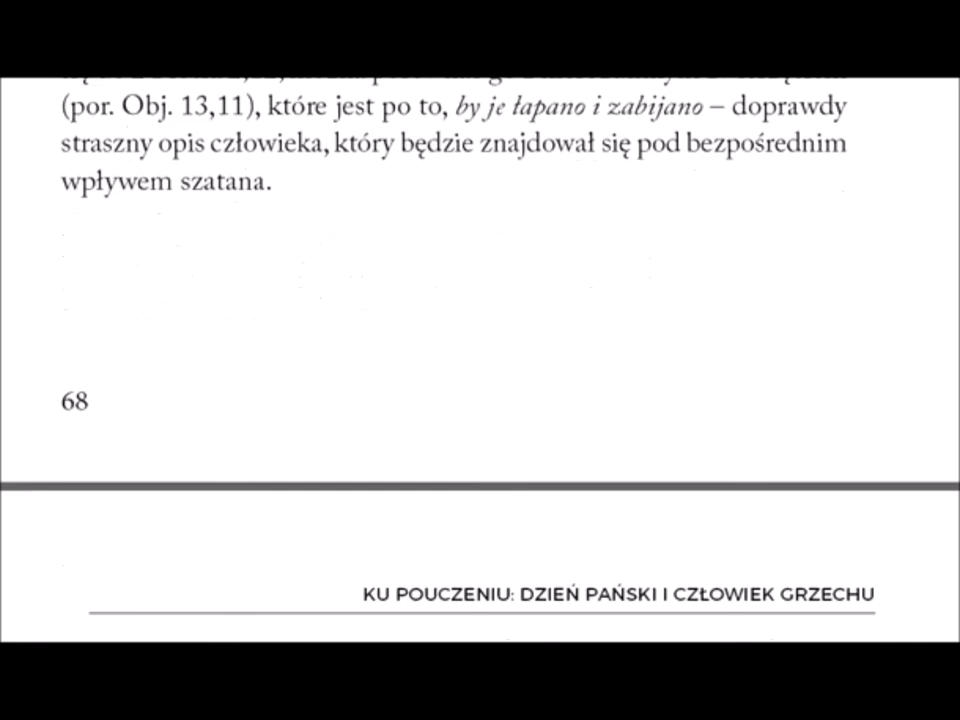 (por. Obj. 13,11), które jest po to, by je łapano i zabijano – doprawdy
straszny opis człowieka, który będzie znajdował się pod bezpośrednim
wpływem szatana.
68
KU POUCZENIU: DZIEŃ PAŃSKI I CZŁOWIEK GRZECHU